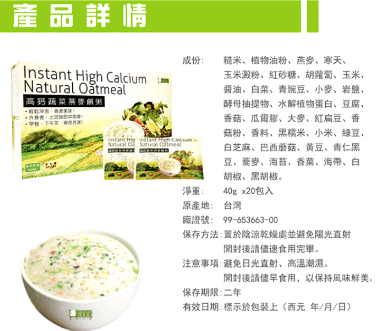 產品詳情
Instant High Calcium
Natural Oatmeal
高鈣蔬菜燕麥鹹粥
成份: 糙米、植物油粉、燕麥、寒天、
玉米澱粉、紅砂糖、胡蘿蔔、玉米、
醬油、白菜、青豌豆、小麥、岩鹽、
酵母抽提物、水解植物蛋白、豆腐、
香菇、瓜爾膠、大麥、紅扁豆、香
菇粉、香料、黑糯米、小米、綠豆、
白芝麻、巴西蘑菇、黃豆、青仁黑
豆、蕎麥、海苔、香菜、海帶、白
胡椒、黑胡椒。
淨重: 40g x20包入
原產地: 台灣
廠證號: 99-653663-00
保存方法:置於陰涼乾燥處並避免陽光直射
開封後請儘速食用完畢。
注意事項:避免日光直射，高溫潮濕。
開封後請儘早食用，以保持風味鮮美。
保存期限:二年
有效日期:標示於包裝上（西元 年/月/日）